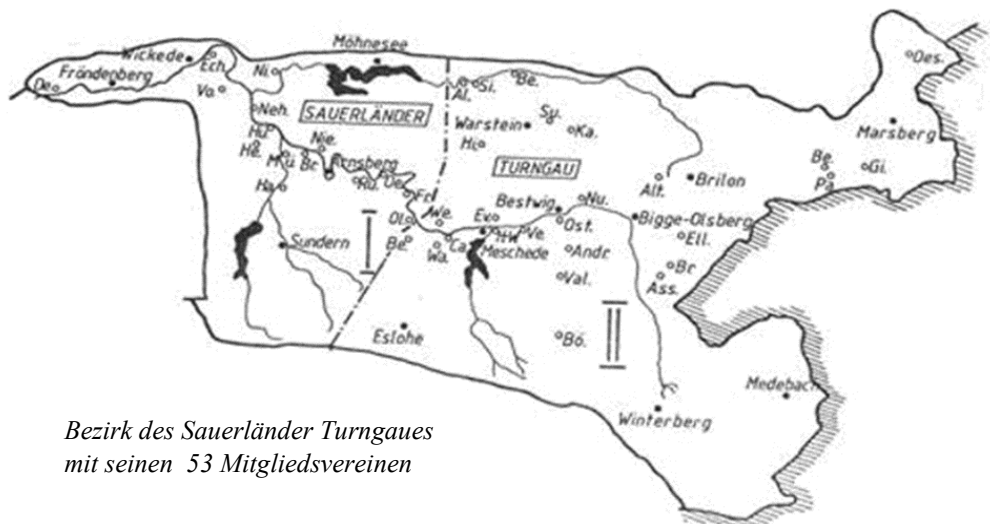 Möhnesee
Wickede
Ech.
Fröndenberg
De.
Vo.
Ni.
Al.
Si.
Be.
Oes.
Neh.
SAUERLÄNDER
Warstein
Su.
Ka.
Marsberg
Hü.
He.
Mü.
Br.
Nie.
Arnsberg
Hi.
TURNGAU
Be.
Pa.
Gi.
Ha.
Ru.
Oe.
Fr.
Alt.
Brilon
Bestwig
Nu.
Ol.
We.
Ev.
Ost.
Bigge-Olsberg
Sundern
I
Be.
Wa.
Ca.
Ve.
Meschede
Andr.
Ell.
Val.
Br.
Ass.
II
Eslohe
Bö.
Medebach
Winterberg
Bezirk des Sauerländer Turngaues
mit seinen 53 Mitgliedsvereinen